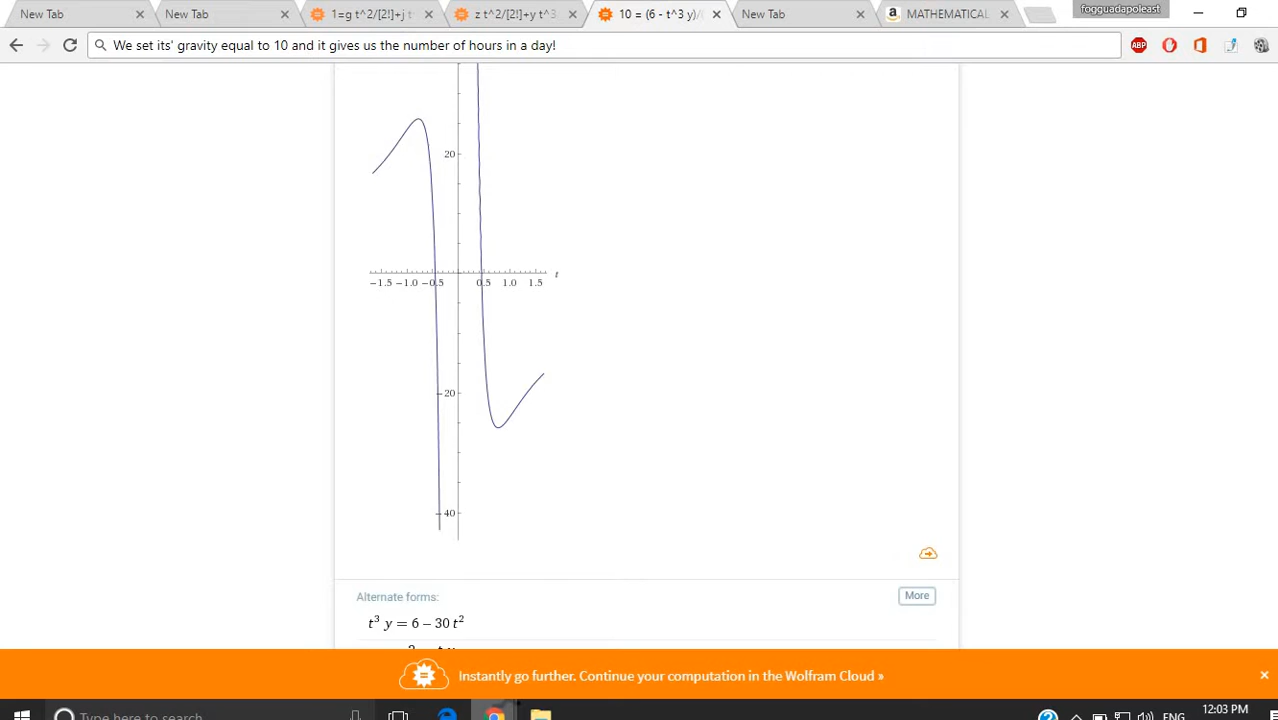 New Tab
New Tab
1=g t^2/[2!]+j t
z t^2/[2!]+y t^3
10 = (6 - t^3 y)/(
New Tab
MATHEMATICAL
fogguadapoleast
We set its' gravity equal to 10 and it gives us the number of hours in a day!
ABP
20
t
−1.5 −1.0 −0.5 0.5 1.0 1.5
−20
−40
Alternate forms:
More
t³ y = 6 – 30 t²
Instantly go further. Continue your computation in the Wolfram Cloud »
Type here to search
ENG
12:03 PM